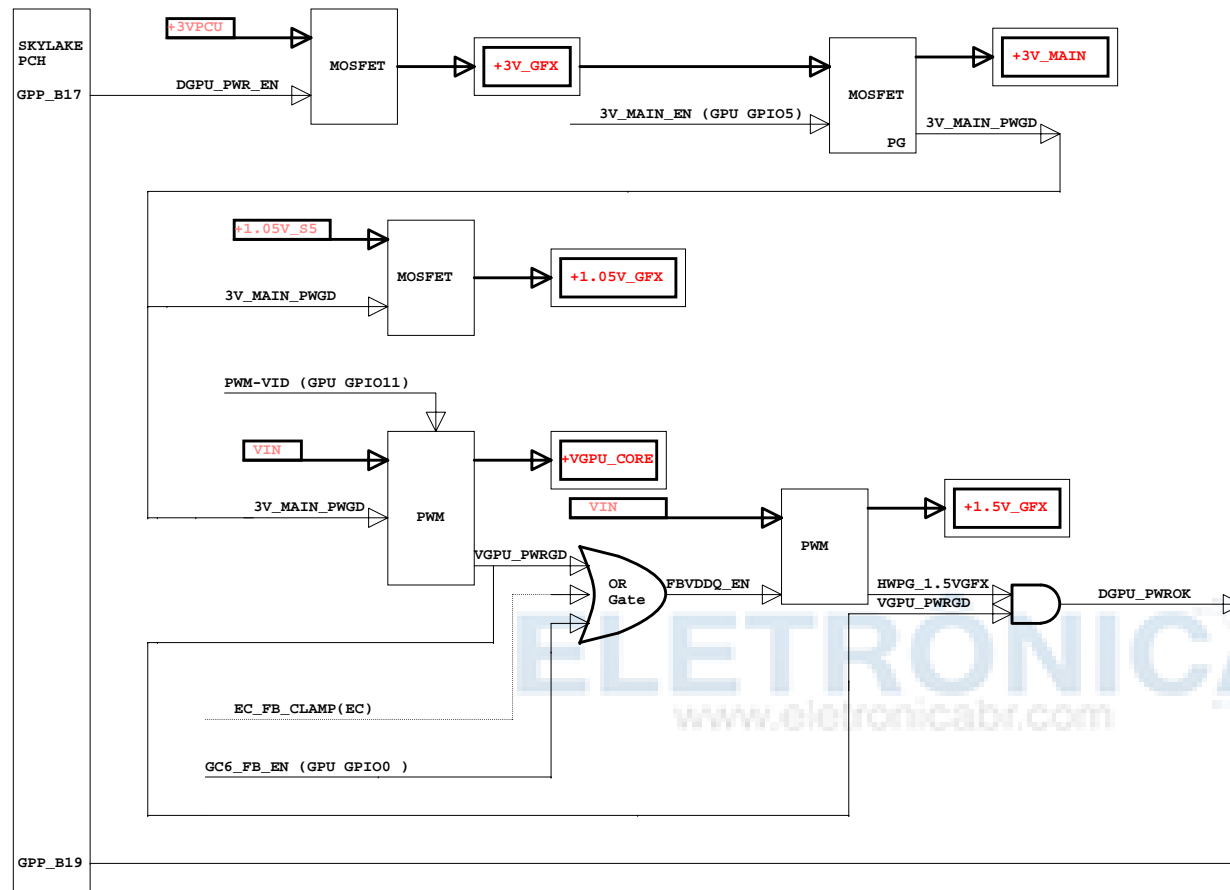 +3VPCU
SKYLAKE
PCH
MOSFET
+3V_GFX
+3V_MAIN
DGPU_PWR_EN
GPP_B17
MOSFET
3V_MAIN_EN (GPU GPIO5)
3V_MAIN_PWGD
PG
+1.05V_S5
MOSFET
+1.05V_GFX
3V_MAIN_PWGD
PWM-VID (GPU GPIO11)
VIN
+VGPU_CORE
3V_MAIN_PWGD
PWM
VIN
+1.5V_GFX
PWM
VGPU_PWRGD
OR
Gate
FBVDDQ_EN
HWPG_1.5VGFX
VGPU_PWRGD
DGPU_PWROK
ELETRÔNICA
www.eletronicabr.com
EC_FB_CLAMP(EC)
GC6_FB_EN (GPU GPIO0 )
GPP_B19